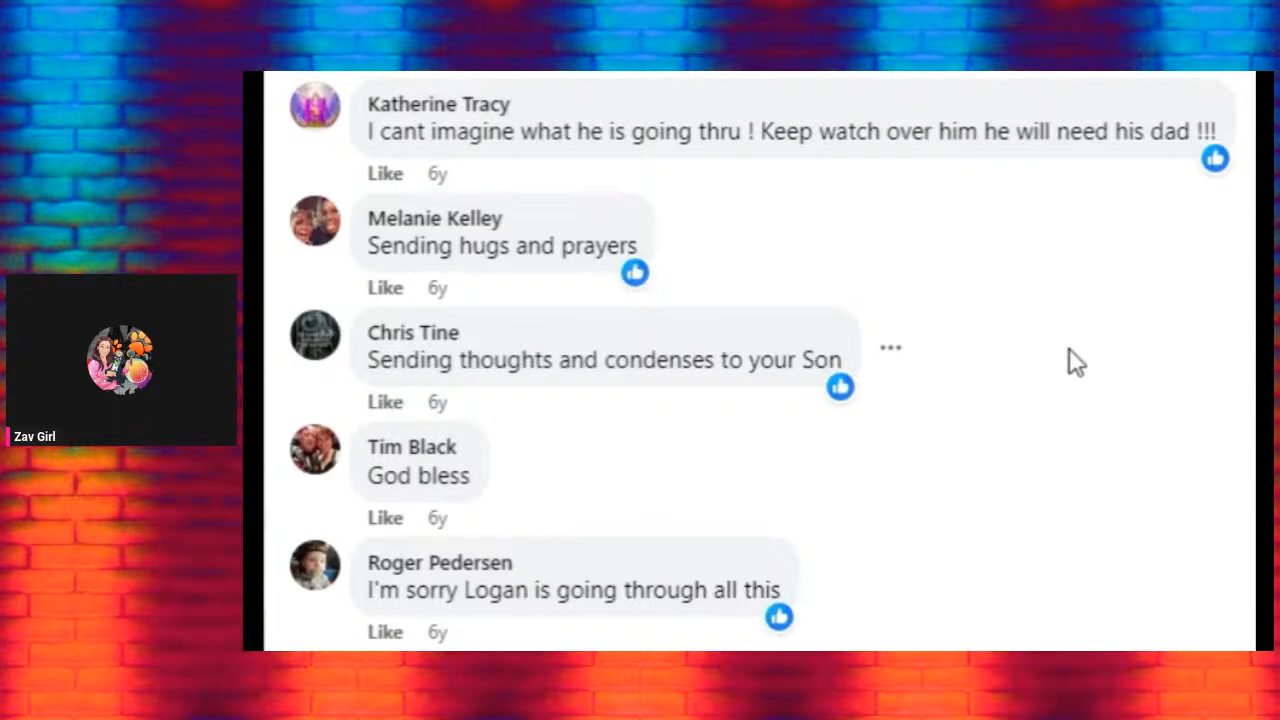 Katherine Tracy
I cant imagine what he is going thru ! Keep watch over him he will need his dad !!!
Like 6y
Melanie Kelley
Sending hugs and prayers
Like 6y
Chris Tine
Sending thoughts and condenses to your Son
Like 6y
Tim Black
God bless
Like 6y
Roger Pedersen
I'm sorry Logan is going through all this
Like 6y
Zav Girl